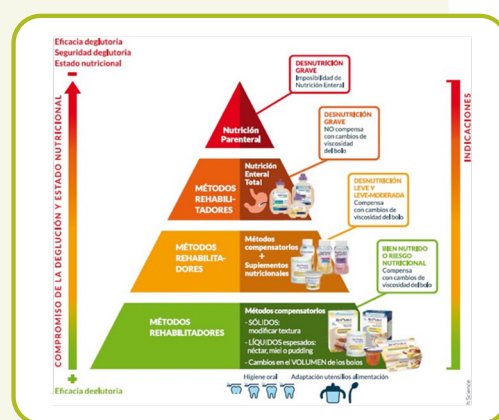 Eficacia deglutoria
Seguridad deglutoria
Estado nutricional
COMPROMISO DE LA DEGLUCIÓN Y ESTADO NUTRICIONAL
Eficacia deglutoria
INDICACIONES
DESNUTRICIÓN
GRAVE
Imposibilidad de
Nutrición Enteral
Nutrición
Parenteral
DESNUTRICIÓN
GRAVE
NO compensa
con cambios de
viscosidad
del bolo
MÉTODOS
REHABILI-
TADORES
Nutrición
Enteral
Total
DESNUTRICIÓN
LEVE Y
LEVE-MODERADA
Compensa
con cambios de
viscosidad del bolo
MÉTODOS
REHABILITA-
DORES
Métodos
compensatorios
+
Suplementos
nutricionales
BIEN NUTRIDO
O RIESGO
NUTRICIONAL
Compensa
con cambios de
viscosidad del bolo
MÉTODOS
REHABILITADORES
Métodos compensatorios
- SÓLIDOS:
modificar textura
- LÍQUIDOS espesados:
néctar, miel o pudding
- Cambios en el VOLUMEN de los bolos
Higiene oral
Adaptación utensilios alimentación